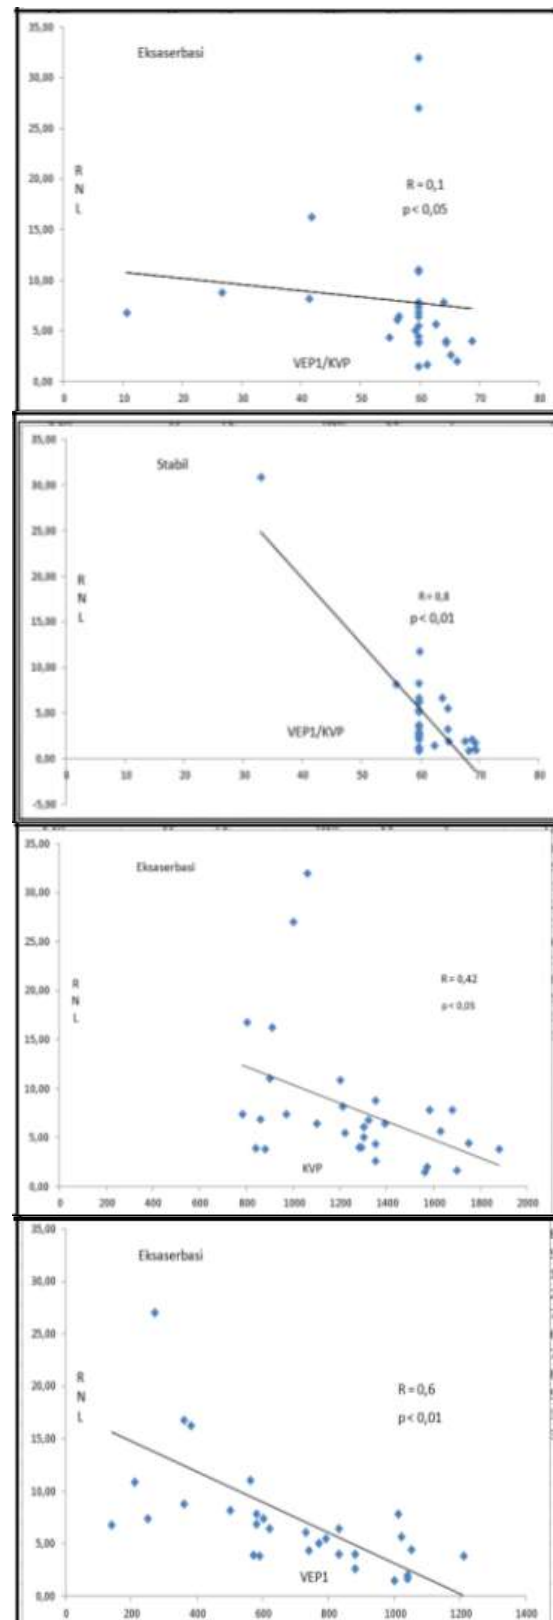 35,00
Eksaserbasi
30,00
25,00
20,00
R
N
L
R = 0,1
p < 0,05
15,00
10,00
5,00
VEP1/KVP
0,00
0 10 20 30 40 50 60 70 80
35,00
Stabil
30,00
25,00
20,00
R
N
L
R = 0,8
p < 0,01
15,00
10,00
5,00
VEP1/KVP
0,00
0 10 20 30 40 50 60 70 80
-5,00
35,00
Eksaserbasi
30,00
25,00
20,00
R
N
L
R = 0,42
p < 0,05
15,00
10,00
5,00
KVP
0,00
0 200 400 600 800 1000 1200 1400 1600 1800 2000
35,00
Eksaserbasi
30,00
25,00
20,00
R
N
L
R = 0,6
p < 0,01
15,00
10,00
5,00
VEP1
0,00
0 200 400 600 800 1000 1200 1400